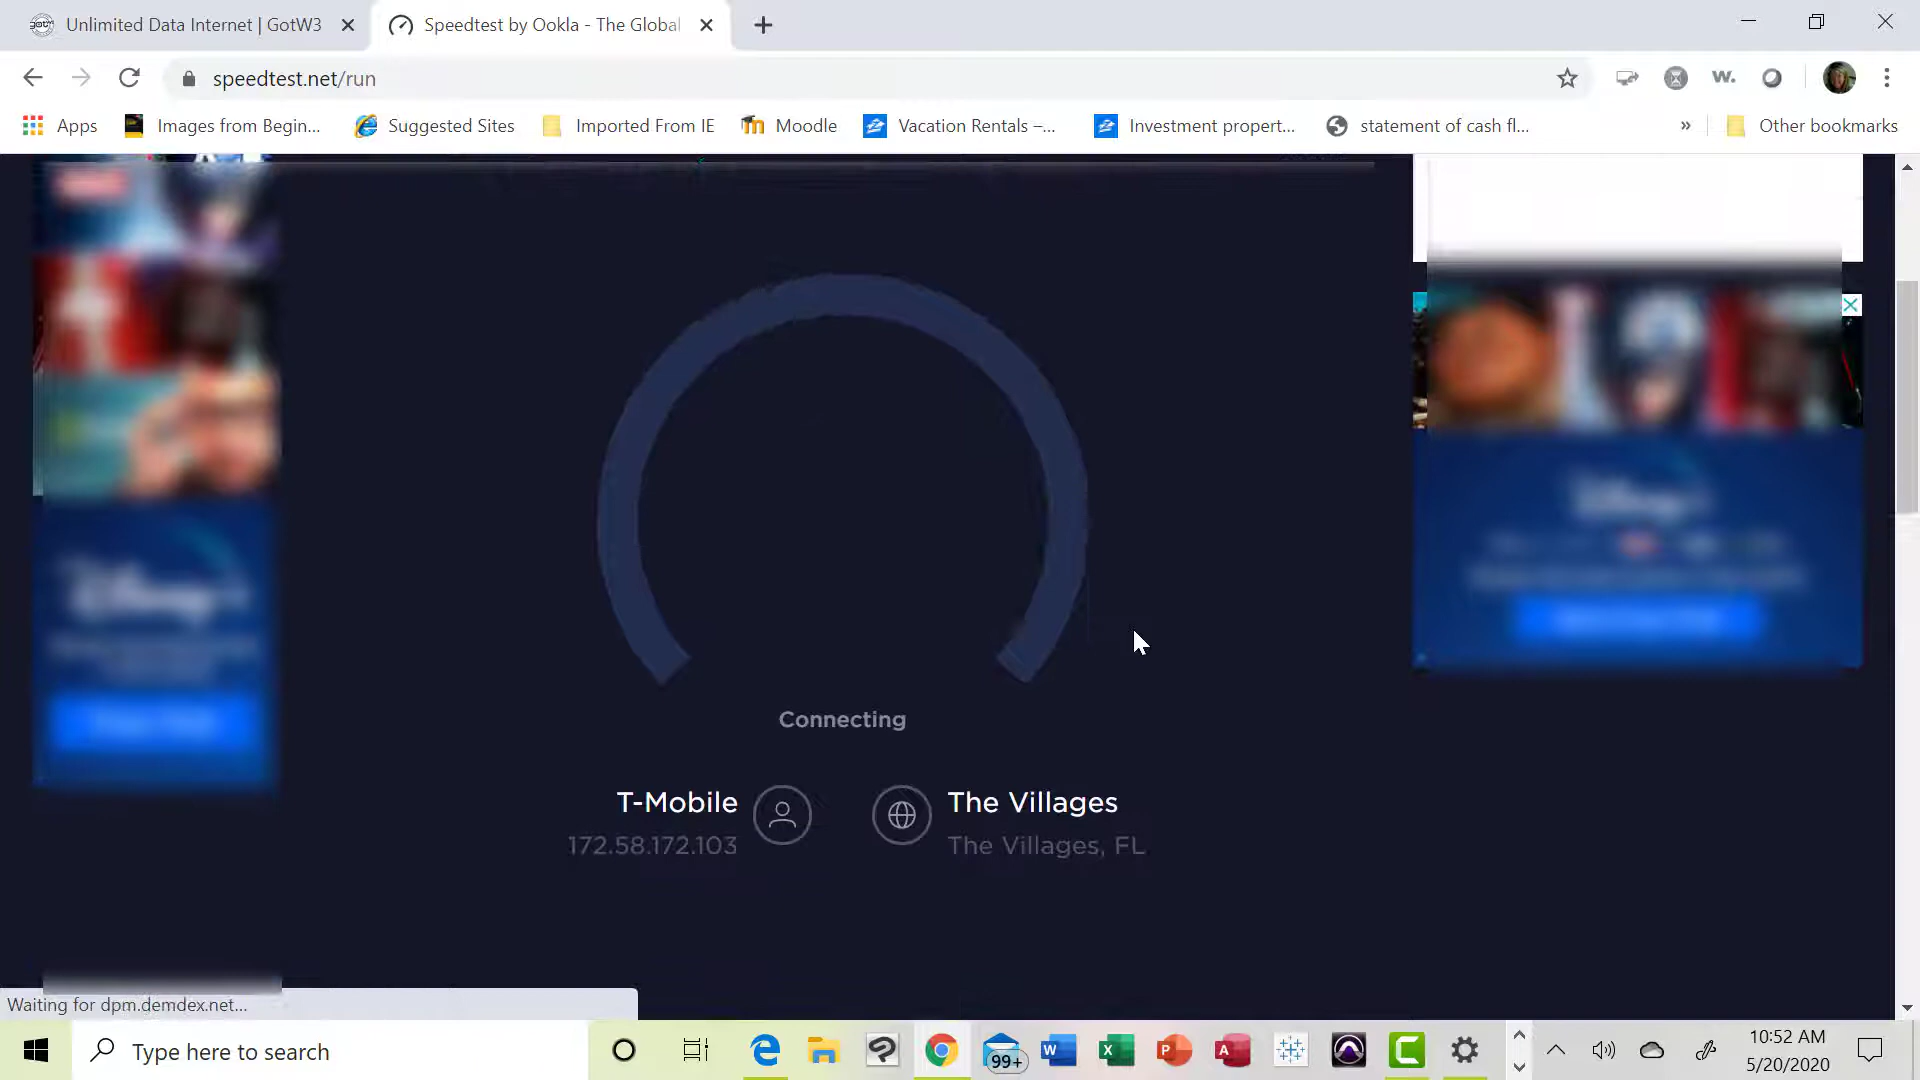 Unlimited Data Internet | GotW3
Speedtest by Ookla - The Global
speedtest.net/run
W.
Apps
Images from Begin...
Suggested Sites
Imported From IE
Moodle
Vacation Rentals –...
Investment propert...
statement of cash fl...
»
Other bookmarks
Disney+
Disney+
Connecting
T-Mobile
172.58.172.103
The Villages
The Villages, FL
Waiting for dpm.demdex.net...
Type here to search
99+
10:52 AM
5/20/2020